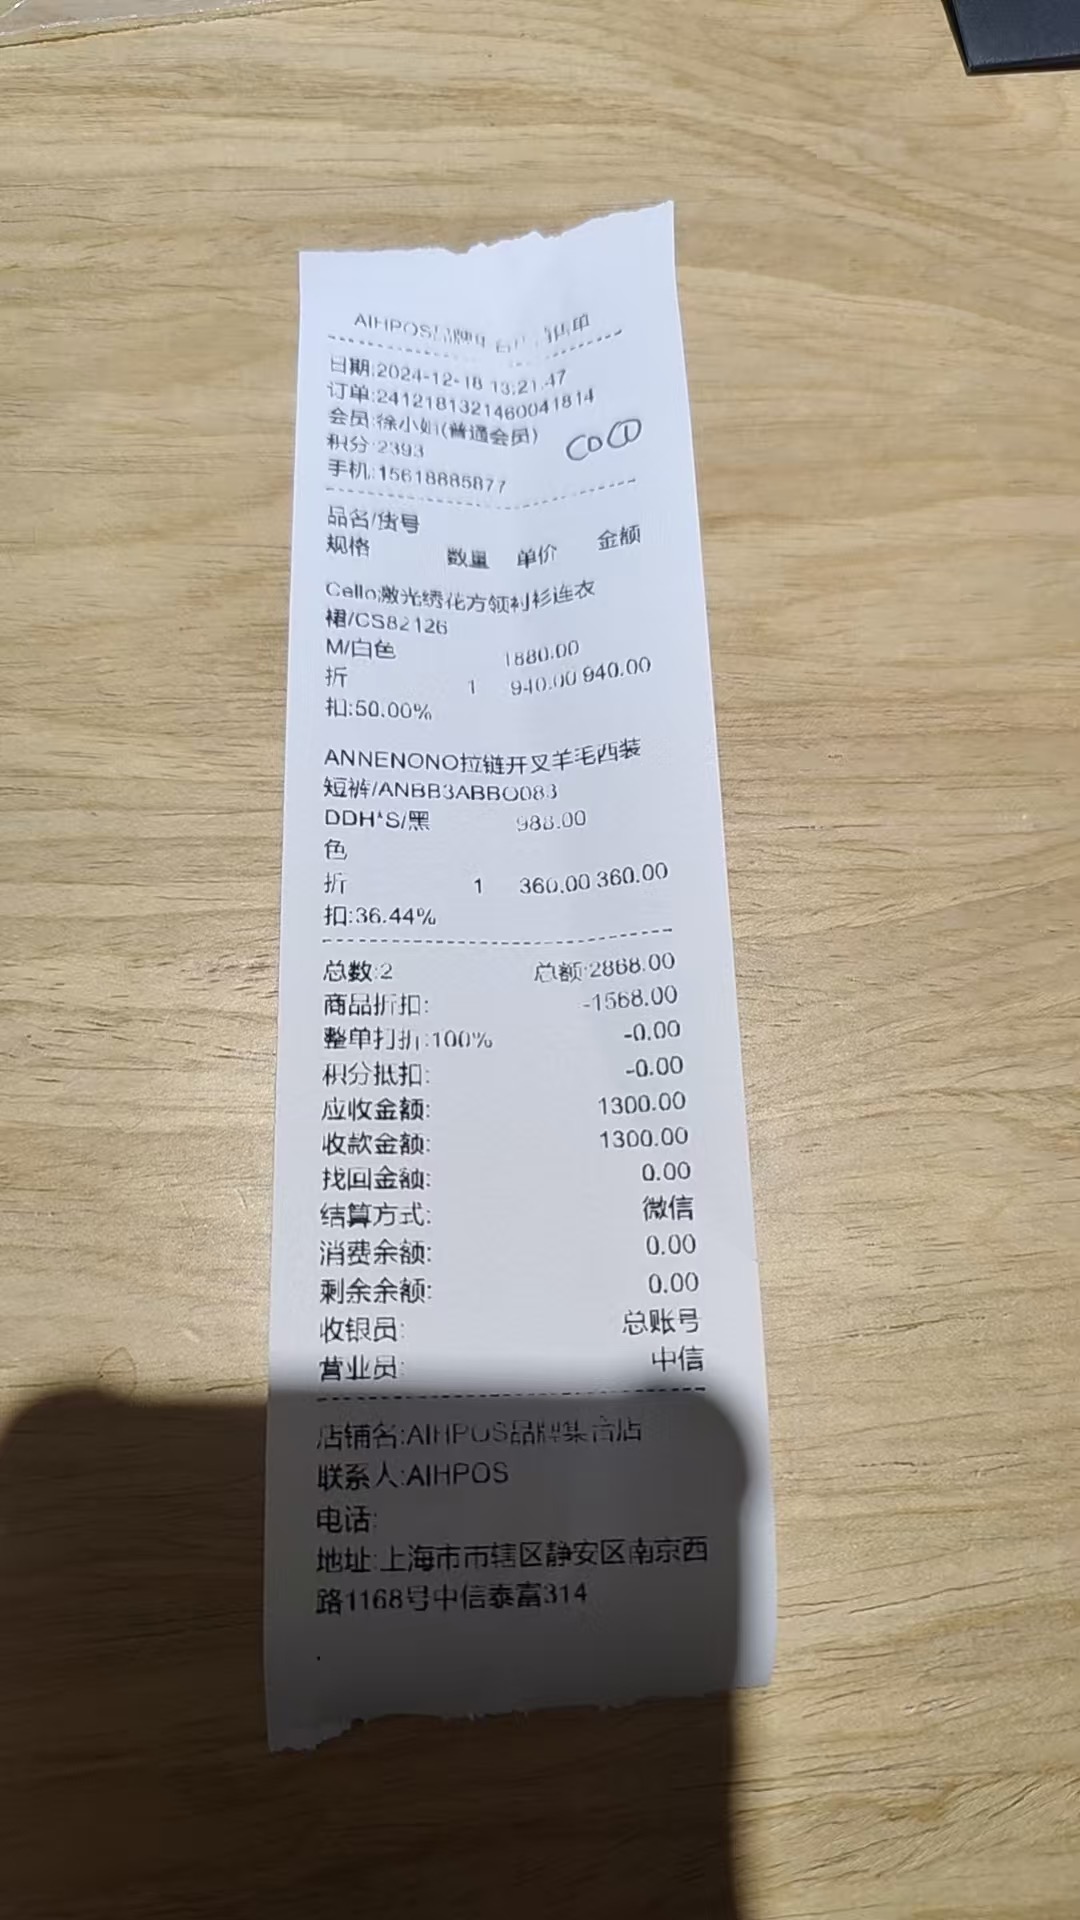 AIHPOS品牌集合店销售单
日期:2024-12-18 13:21:47
订单:2412181321460041814
会员:徐小姐(普通会员)
COCO
积分:2393
手机:15618885877
品名/货号
规格 数量 单价 金额
Cello激光绣花方领衬衫连衣
裙/CS82126
M/白色 1880.00
折 1 940.00 940.00
扣:50.00%
ANNENONO拉链开叉羊毛西装
短裤/ANBB3ABBO083
DDH*S/黑 988.00
色
折 1 360.00 360.00
扣:36.44%
总数:2 总额:2868.00
商品折扣: -1568.00
整单打折:100% -0.00
积分抵扣: -0.00
应收金额: 1300.00
收款金额: 1300.00
找回金额: 0.00
结算方式: 微信
消费余额: 0.00
剩余余额: 0.00
收银员: 总账号
营业员: 中信
店铺名:AIHPOS品牌集合店
联系人:AIHPOS
电话:
地址:上海市市辖区静安区南京西
路1168号中信泰富314
.